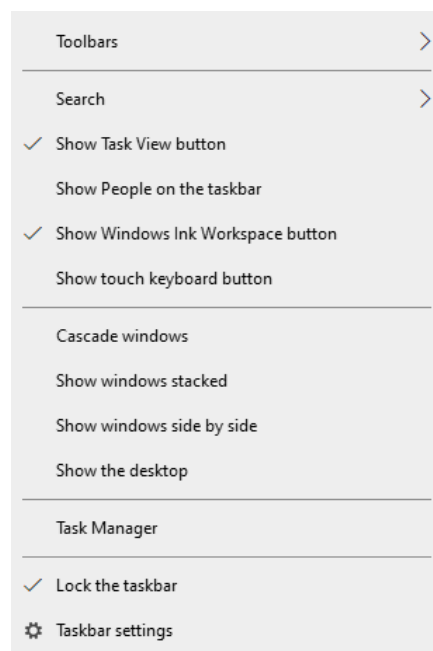 Toolbars
Search
Show Task View button
Show People on the taskbar
Show Windows Ink Workspace button
Show touch keyboard button
Cascade windows
Show windows stacked
Show windows side by side
Show the desktop
Task Manager
Lock the taskbar
Taskbar settings